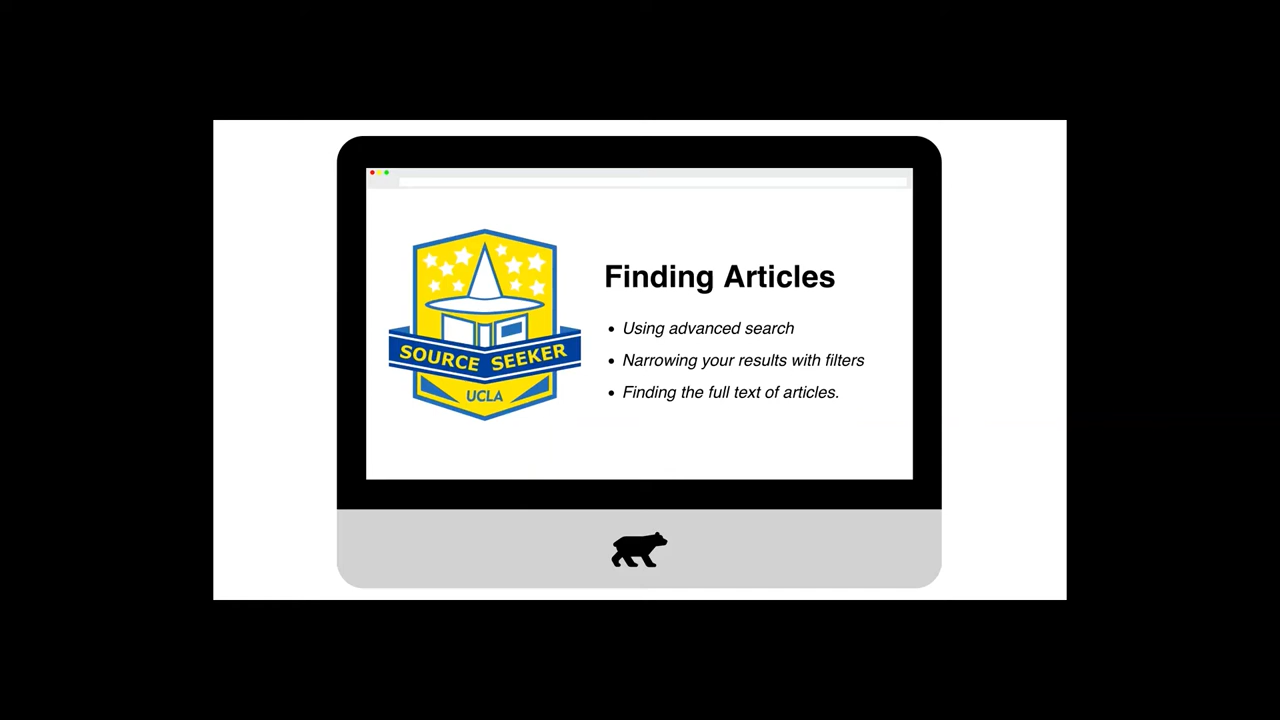 SOURCE SEEKER
UCLA
Finding Articles
• Using advanced search
• Narrowing your results with filters
• Finding the full text of articles.